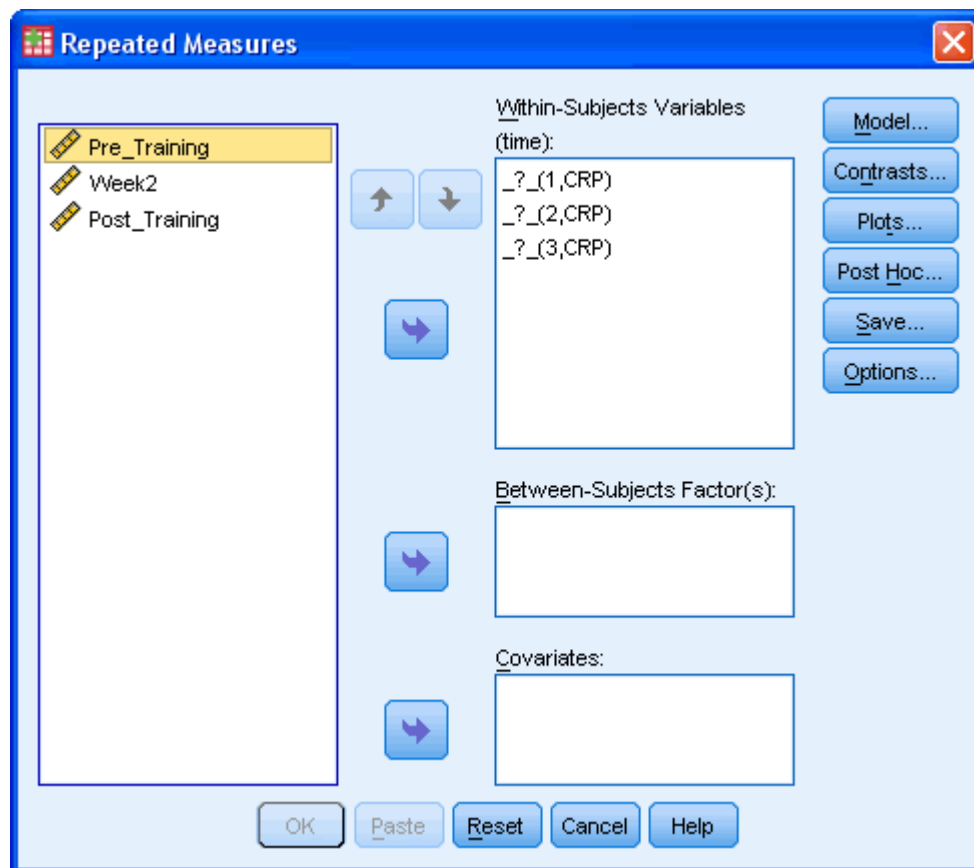 Repeated Measures
Pre_Training
Week2
Post_Training
Within-Subjects Variables
(time):
_?_(1,CRP)
_?_(2,CRP)
_?_(3,CRP)
Between-Subjects Factor(s):
Covariates:
Model...
Contrasts...
Plots...
Post Hoc...
Save...
Options...
OK
Paste
Reset
Cancel
Help